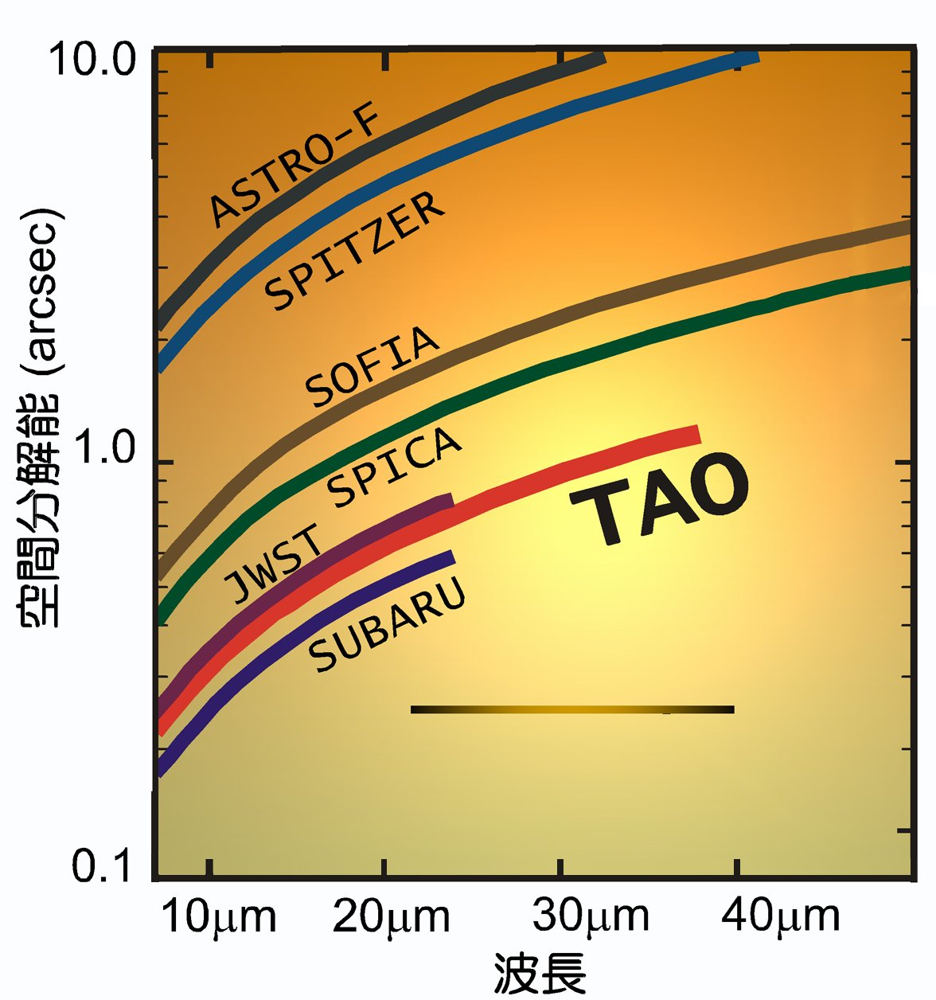 10.0
ASTRO-F
SPITZER
SOFIA
空間分解能 (arcsec)
1.0
SPICA
TAO
JWST
SUBARU
0.1
10μm 20μm 30μm 40μm
波長